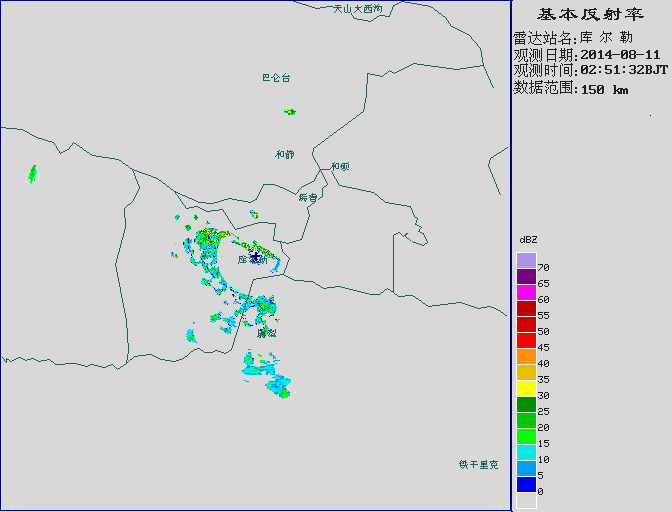 天山大西沟
基本反射率
雷达站名:库 尔 勒
观测日期:2014-08-11
观测时间:02:51:32BJT
数据范围:150 km
巴仑台
和静
和硕
焉耆
库尔勒
尉犁
铁干里克
dBZ
70
65
60
55
50
45
40
35
30
25
20
15
10
5
0